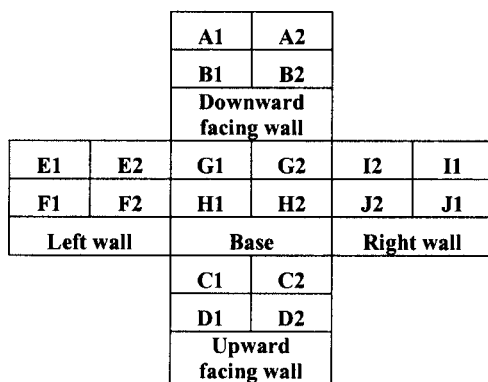 A1 A2
B1 B2
Downward
facing wall
E1 E2 G1 G2 I2 I1
F1 F2 H1 H2 J2 J1
Left wall Base Right wall
C1 C2
D1 D2
Upward
facing wall